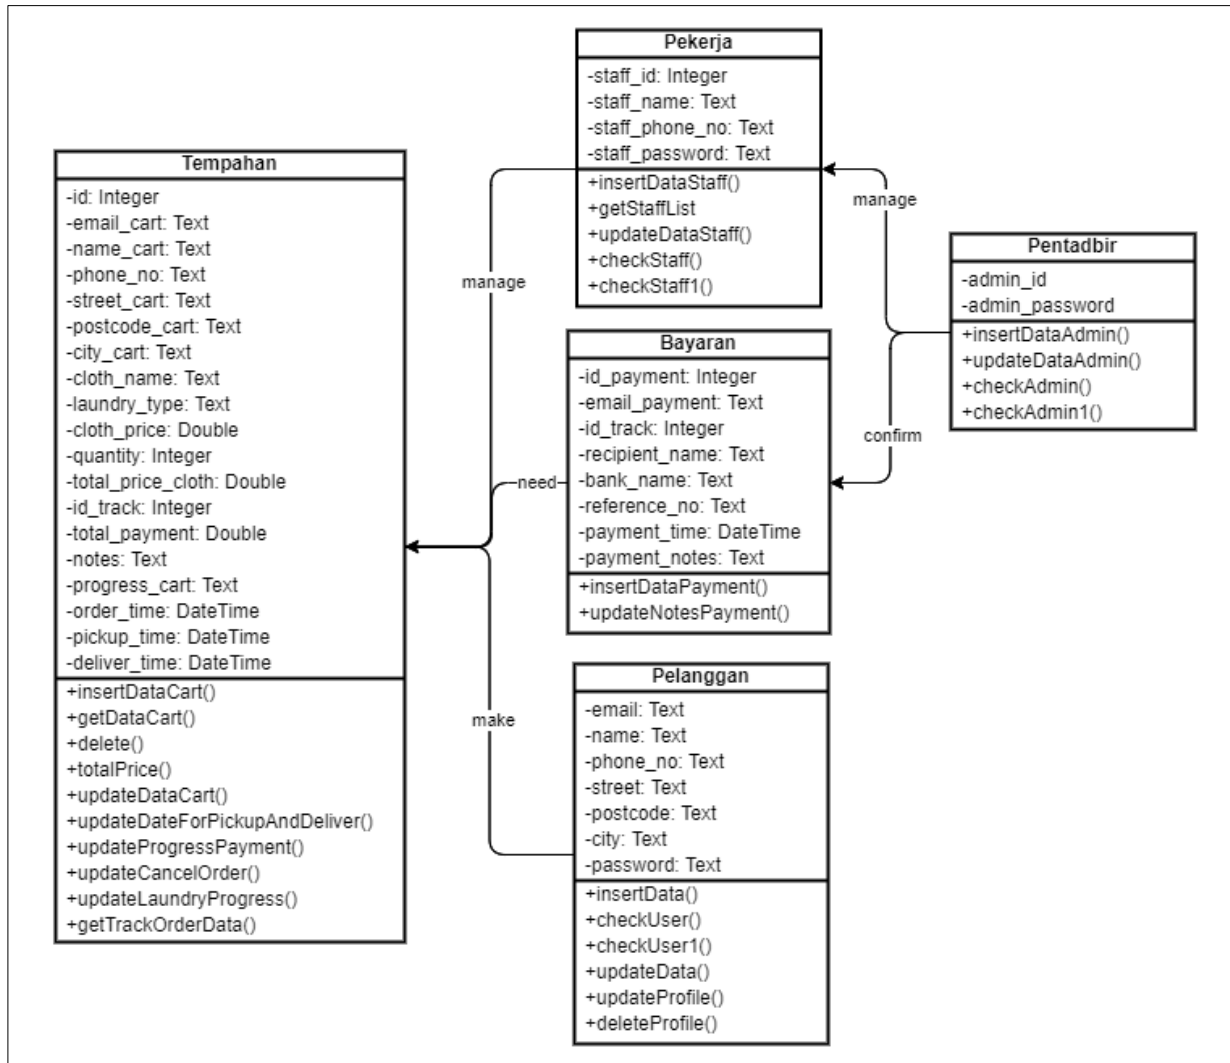 Tempahan
-id: Integer
-email_cart: Text
-name_cart: Text
-phone_no: Text
-street_cart: Text
-postcode_cart: Text
-city_cart: Text
-cloth_name: Text
-laundry_type: Text
-cloth_price: Double
-quantity: Integer
-total_price_cloth: Double
-id_track: Integer
-total_payment: Double
-notes: Text
-progress_cart: Text
-order_time: DateTime
-pickup_time: DateTime
-deliver_time: DateTime
+insertDataCart()
+getDataCart()
+delete()
+totalPrice()
+updateDataCart()
+updateDateForPickupAndDeliver()
+updateProgressPayment()
+updateCancelOrder()
+updateLaundryProgress()
+getTrackOrderData()
manage
need
make
Pekerja
-staff_id: Integer
-staff_name: Text
-staff_phone_no: Text
-staff_password: Text
+insertDataStaff()
+getStaffList
+updateDataStaff()
+checkStaff()
+checkStaff1()
Bayaran
-id_payment: Integer
-email_payment: Text
-id_track: Integer
-recipient_name: Text
-bank_name: Text
-reference_no: Text
-payment_time: DateTime
-payment_notes: Text
+insertDataPayment()
+updateNotesPayment()
Pelanggan
-email: Text
-name: Text
-phone_no: Text
-street: Text
-postcode: Text
-city: Text
-password: Text
+insertData()
+checkUser()
+checkUser1()
+updateData()
+updateProfile()
+deleteProfile()
manage
confirm
Pentadbir
-admin_id
-admin_password
+insertDataAdmin()
+updateDataAdmin()
+checkAdmin()
+checkAdmin1()